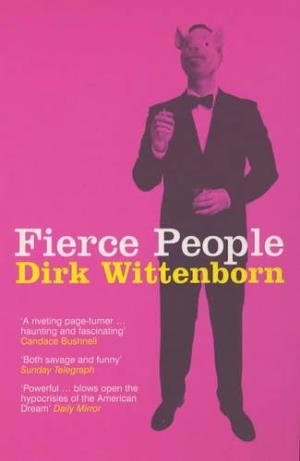 Fierce People
Dirk Wittenborn
‘A riveting page-turner ...
haunting and fascinating’
Candace Bushnell
‘Both savage and funny’
Sunday Telegraph
‘Powerful ... blows open the
hypocrisies of the American
Dream’ Daily Mirror